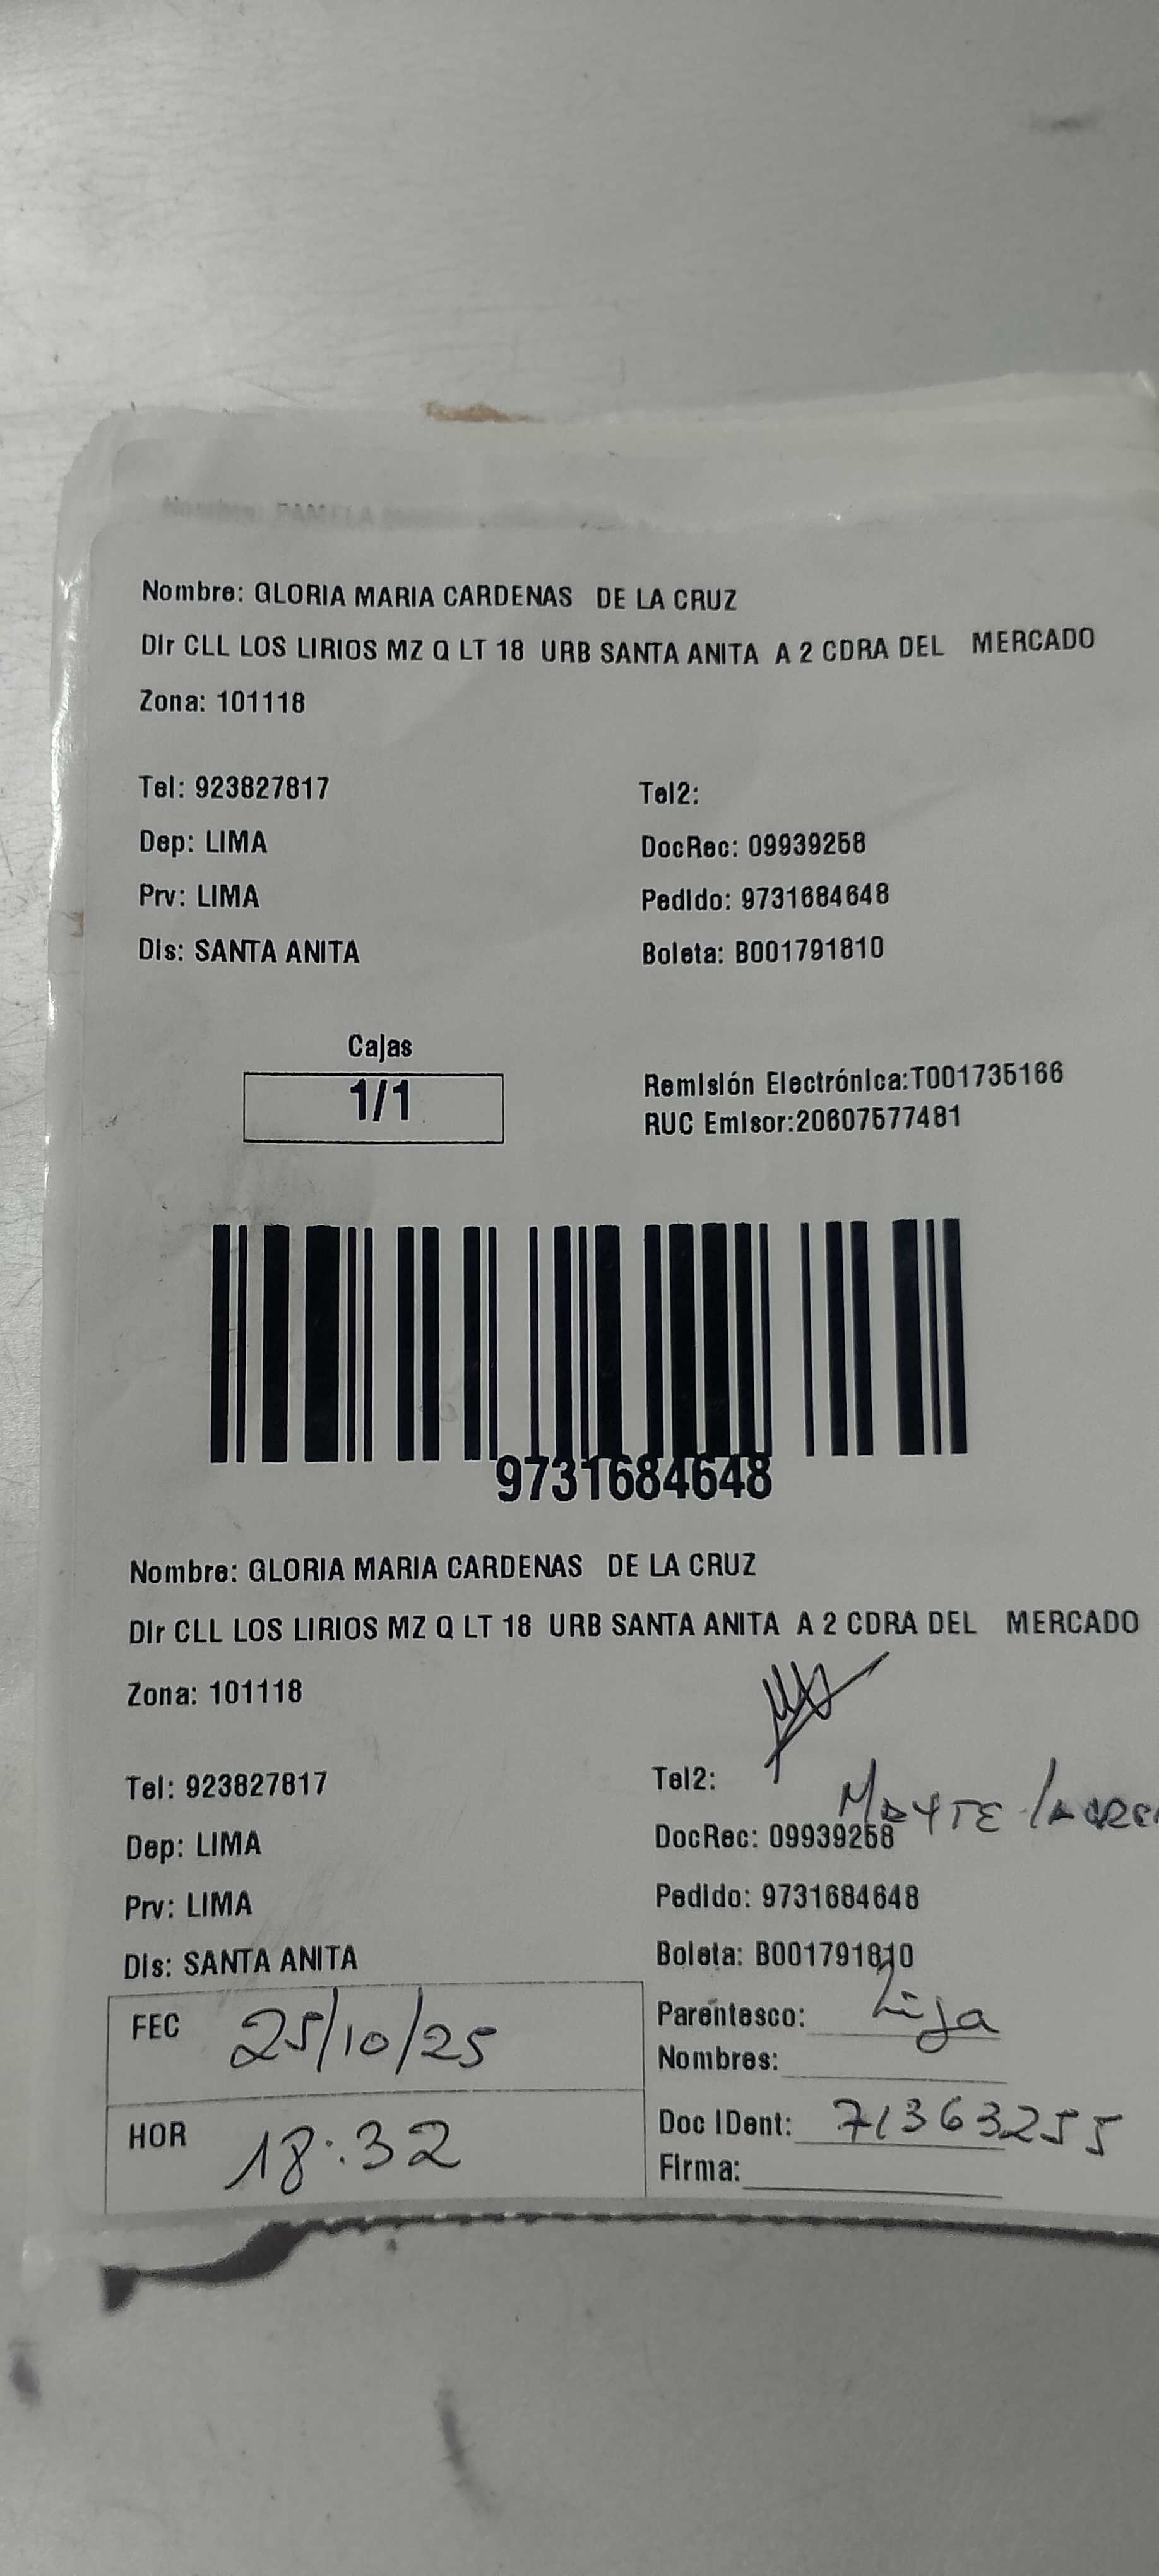 Nombre: GLORIA MARIA CARDENAS DE LA CRUZ
Dir CLL LOS LIRIOS MZ Q LT 18 URB SANTA ANITA A 2 CDRA DEL MERCADO
Zona: 101118
Tel: 923827817 Tel2:
Dep: LIMA DocRec: 09939258
Prv: LIMA Pedido: 9731684648
Dis: SANTA ANITA Boleta: B001791810
Cajas
1/1
Remisión Electrónica:T001735166
RUC Emisor:20607577481
9731684648
Nombre: GLORIA MARIA CARDENAS DE LA CRUZ
Dir CLL LOS LIRIOS MZ Q LT 18 URB SANTA ANITA A 2 CDRA DEL MERCADO
Zona: 101118
Tel: 923827817 Tel2:
MAYTE
Dep: LIMA DocRec: 09939258
Prv: LIMA Pedido: 9731684648
Dis: SANTA ANITA Boleta: B001791810
FEC 25/10/25 Parentesco: hija
Nombres:
HOR 18:32 Doc IDent: 71363255
Firma: